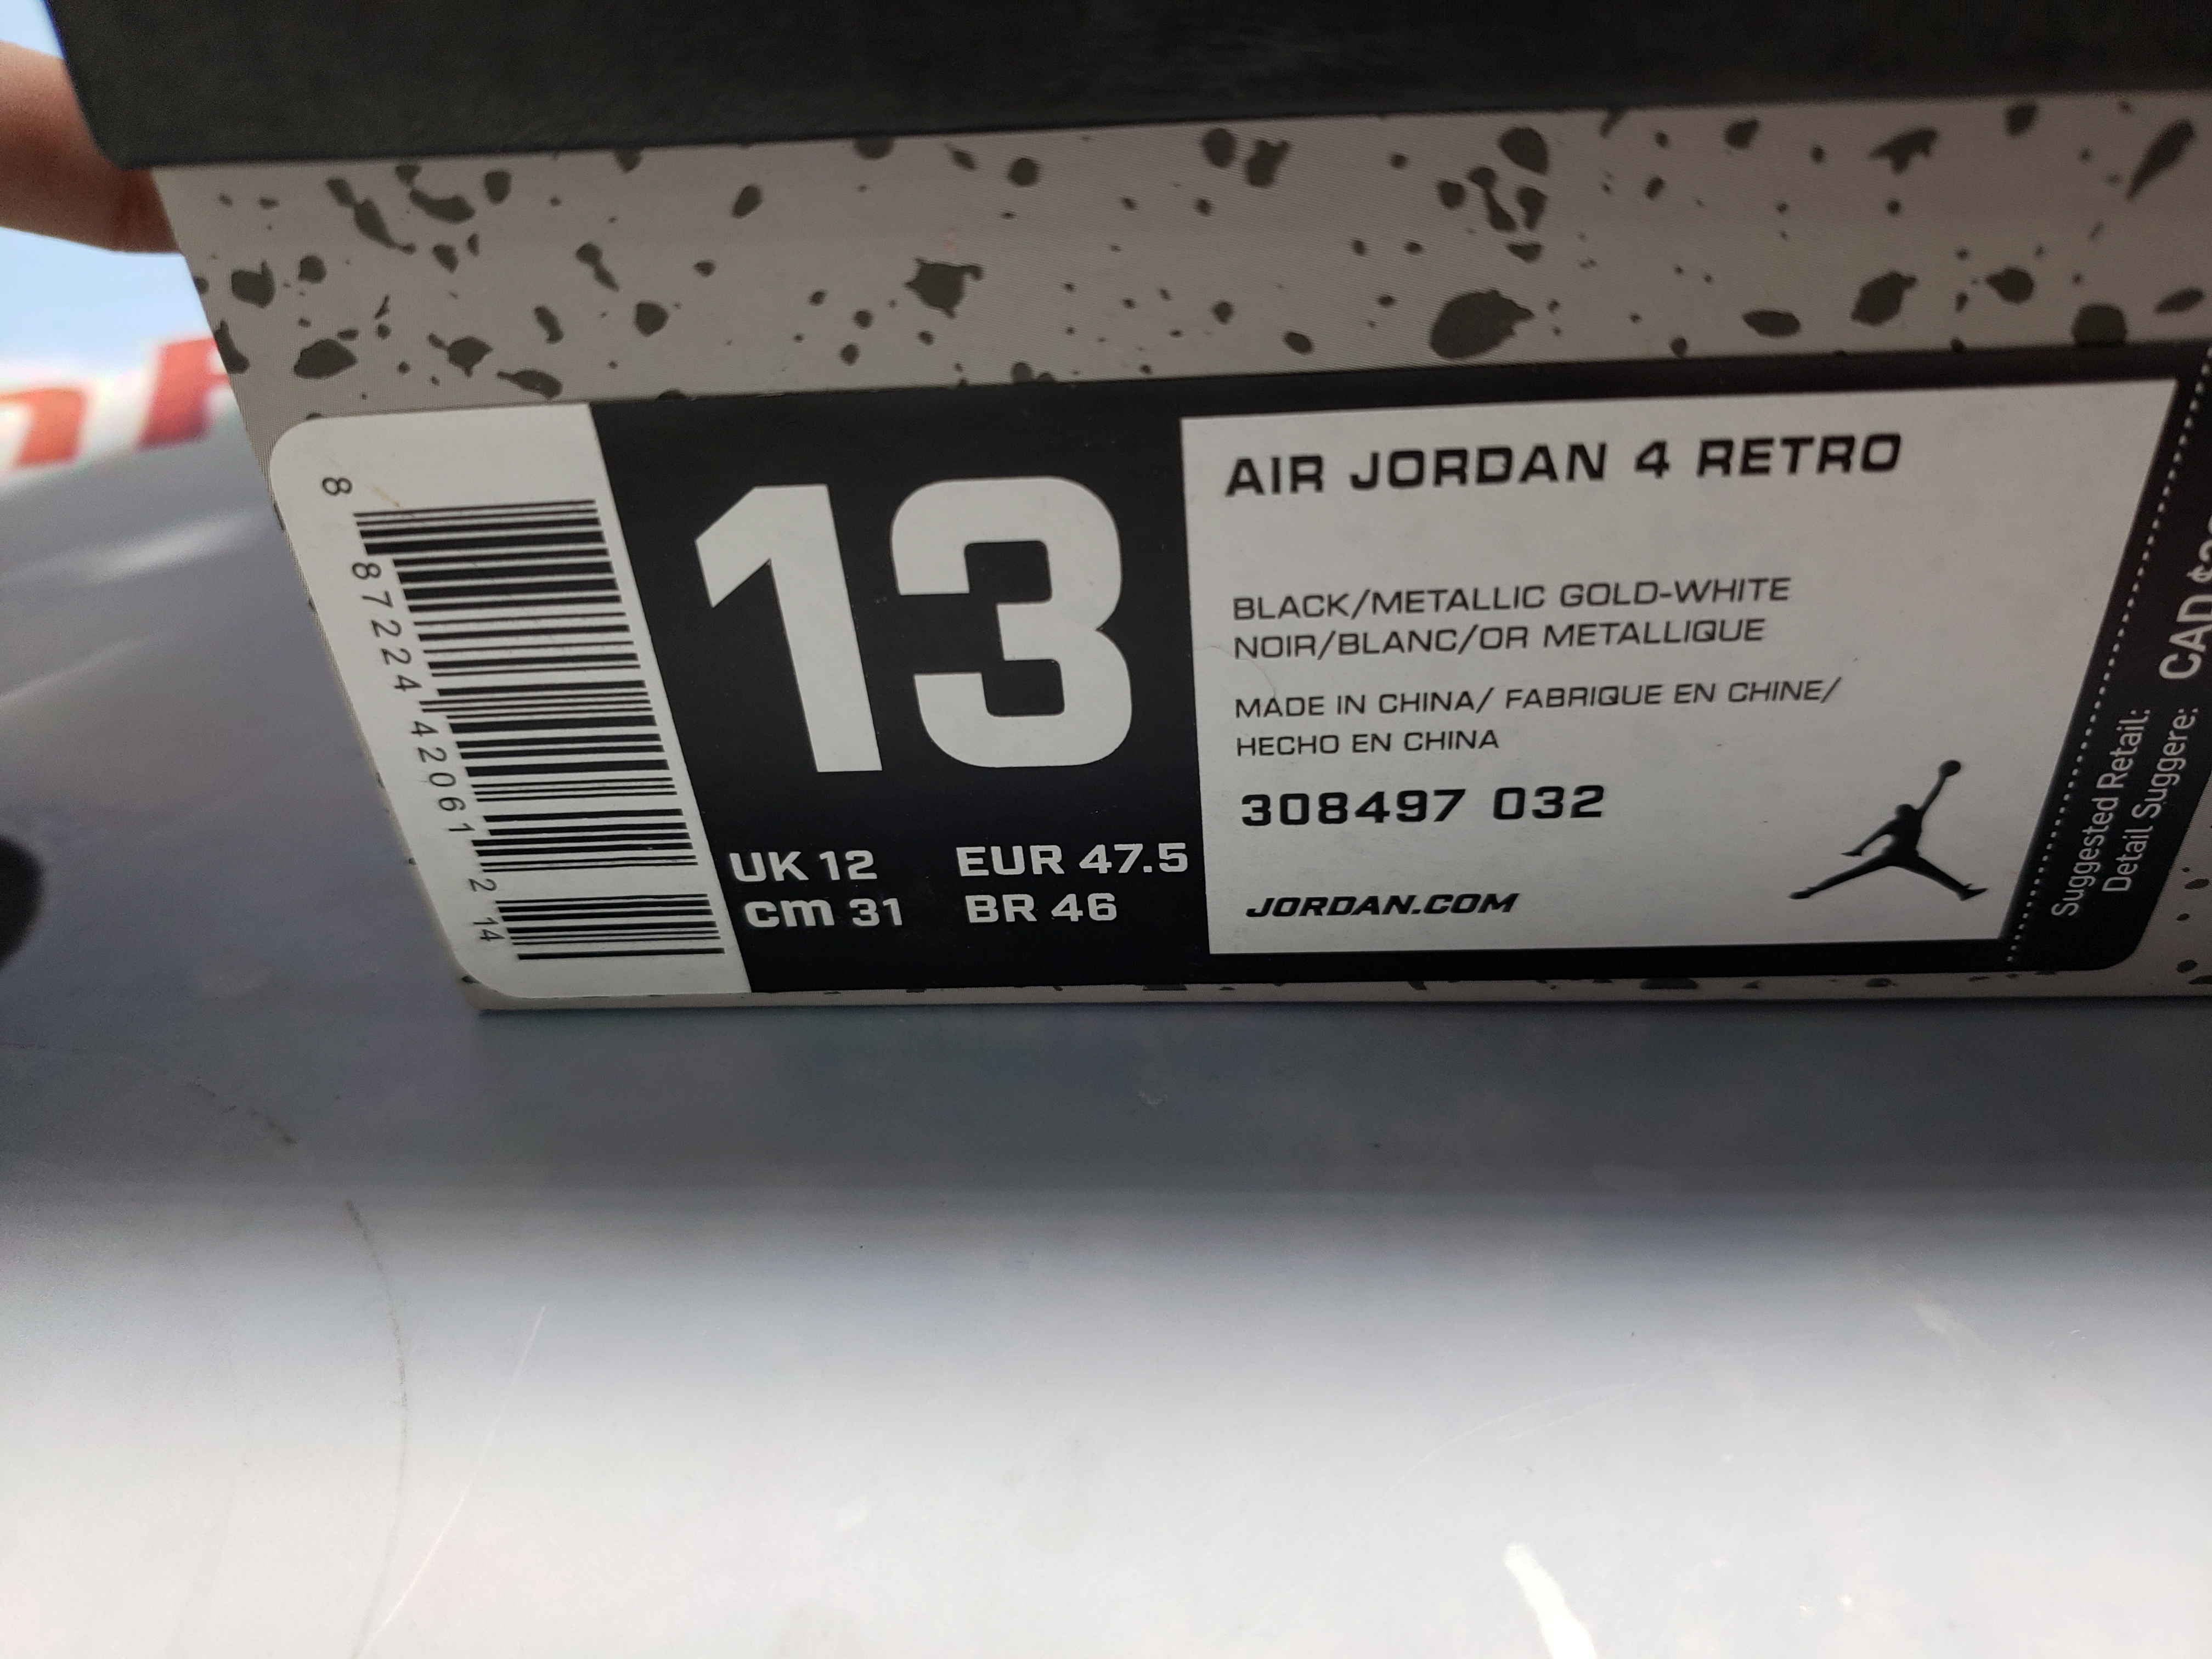 8 87224 42061 2 14
13
UK 12 EUR 47.5
cm 31 BR 46
AIR JORDAN 4 RETRO
BLACK/METALLIC GOLD-WHITE
NOIR/BLANC/OR METALLIQUE
MADE IN CHINA/ FABRIQUE EN CHINE/
HECHO EN CHINA
308497 032
JORDAN.COM
Suggested Retail:
Detail Suggere: CAD